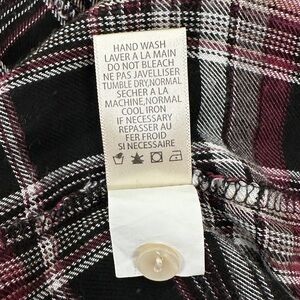 HAND WASH
LAVER A LA MAIN
DO NOT BLEACH
NE PAS JAVELLISER
TUMBLE DRY,NORMAL
SECHER A LA
MACHINE,NORMAL
COOL IRON
IF NECESSARY
REPASSER AU
FER FROID
SI NECESSAIRE